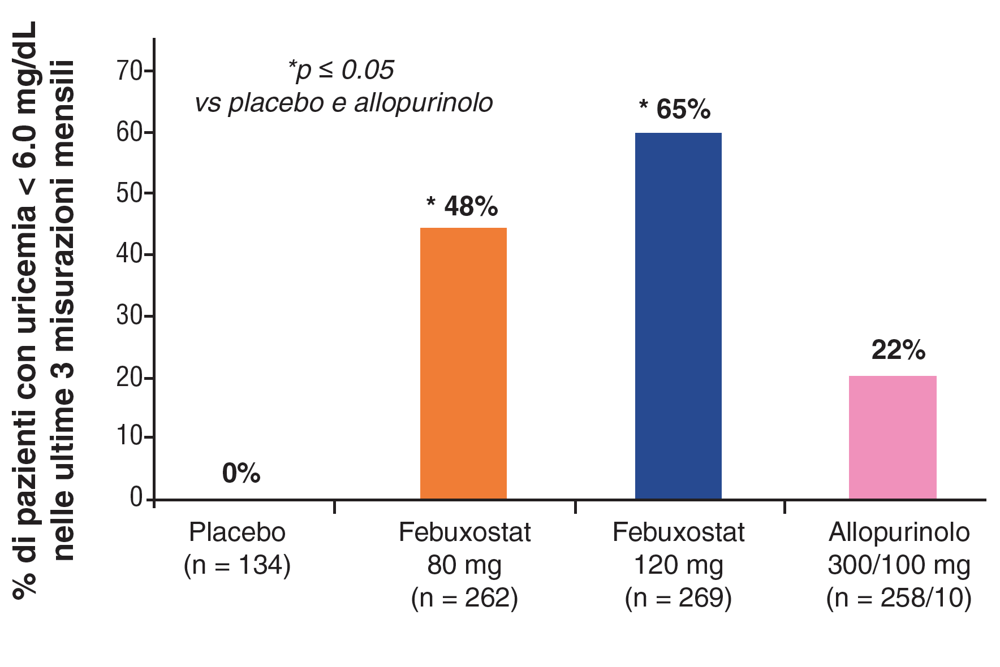 % di pazienti con uricemia < 6.0 mg/dL
nelle ultime 3 misurazioni mensili
70
60
50
40
30
20
10
0
*p ≤ 0.05
vs placebo e allopurinolo
0%
* 48%
* 65%
22%
Placebo
(n = 134)
Febuxostat
80 mg
(n = 262)
Febuxostat
120 mg
(n = 269)
Allopurinolo
300/100 mg
(n = 258/10)